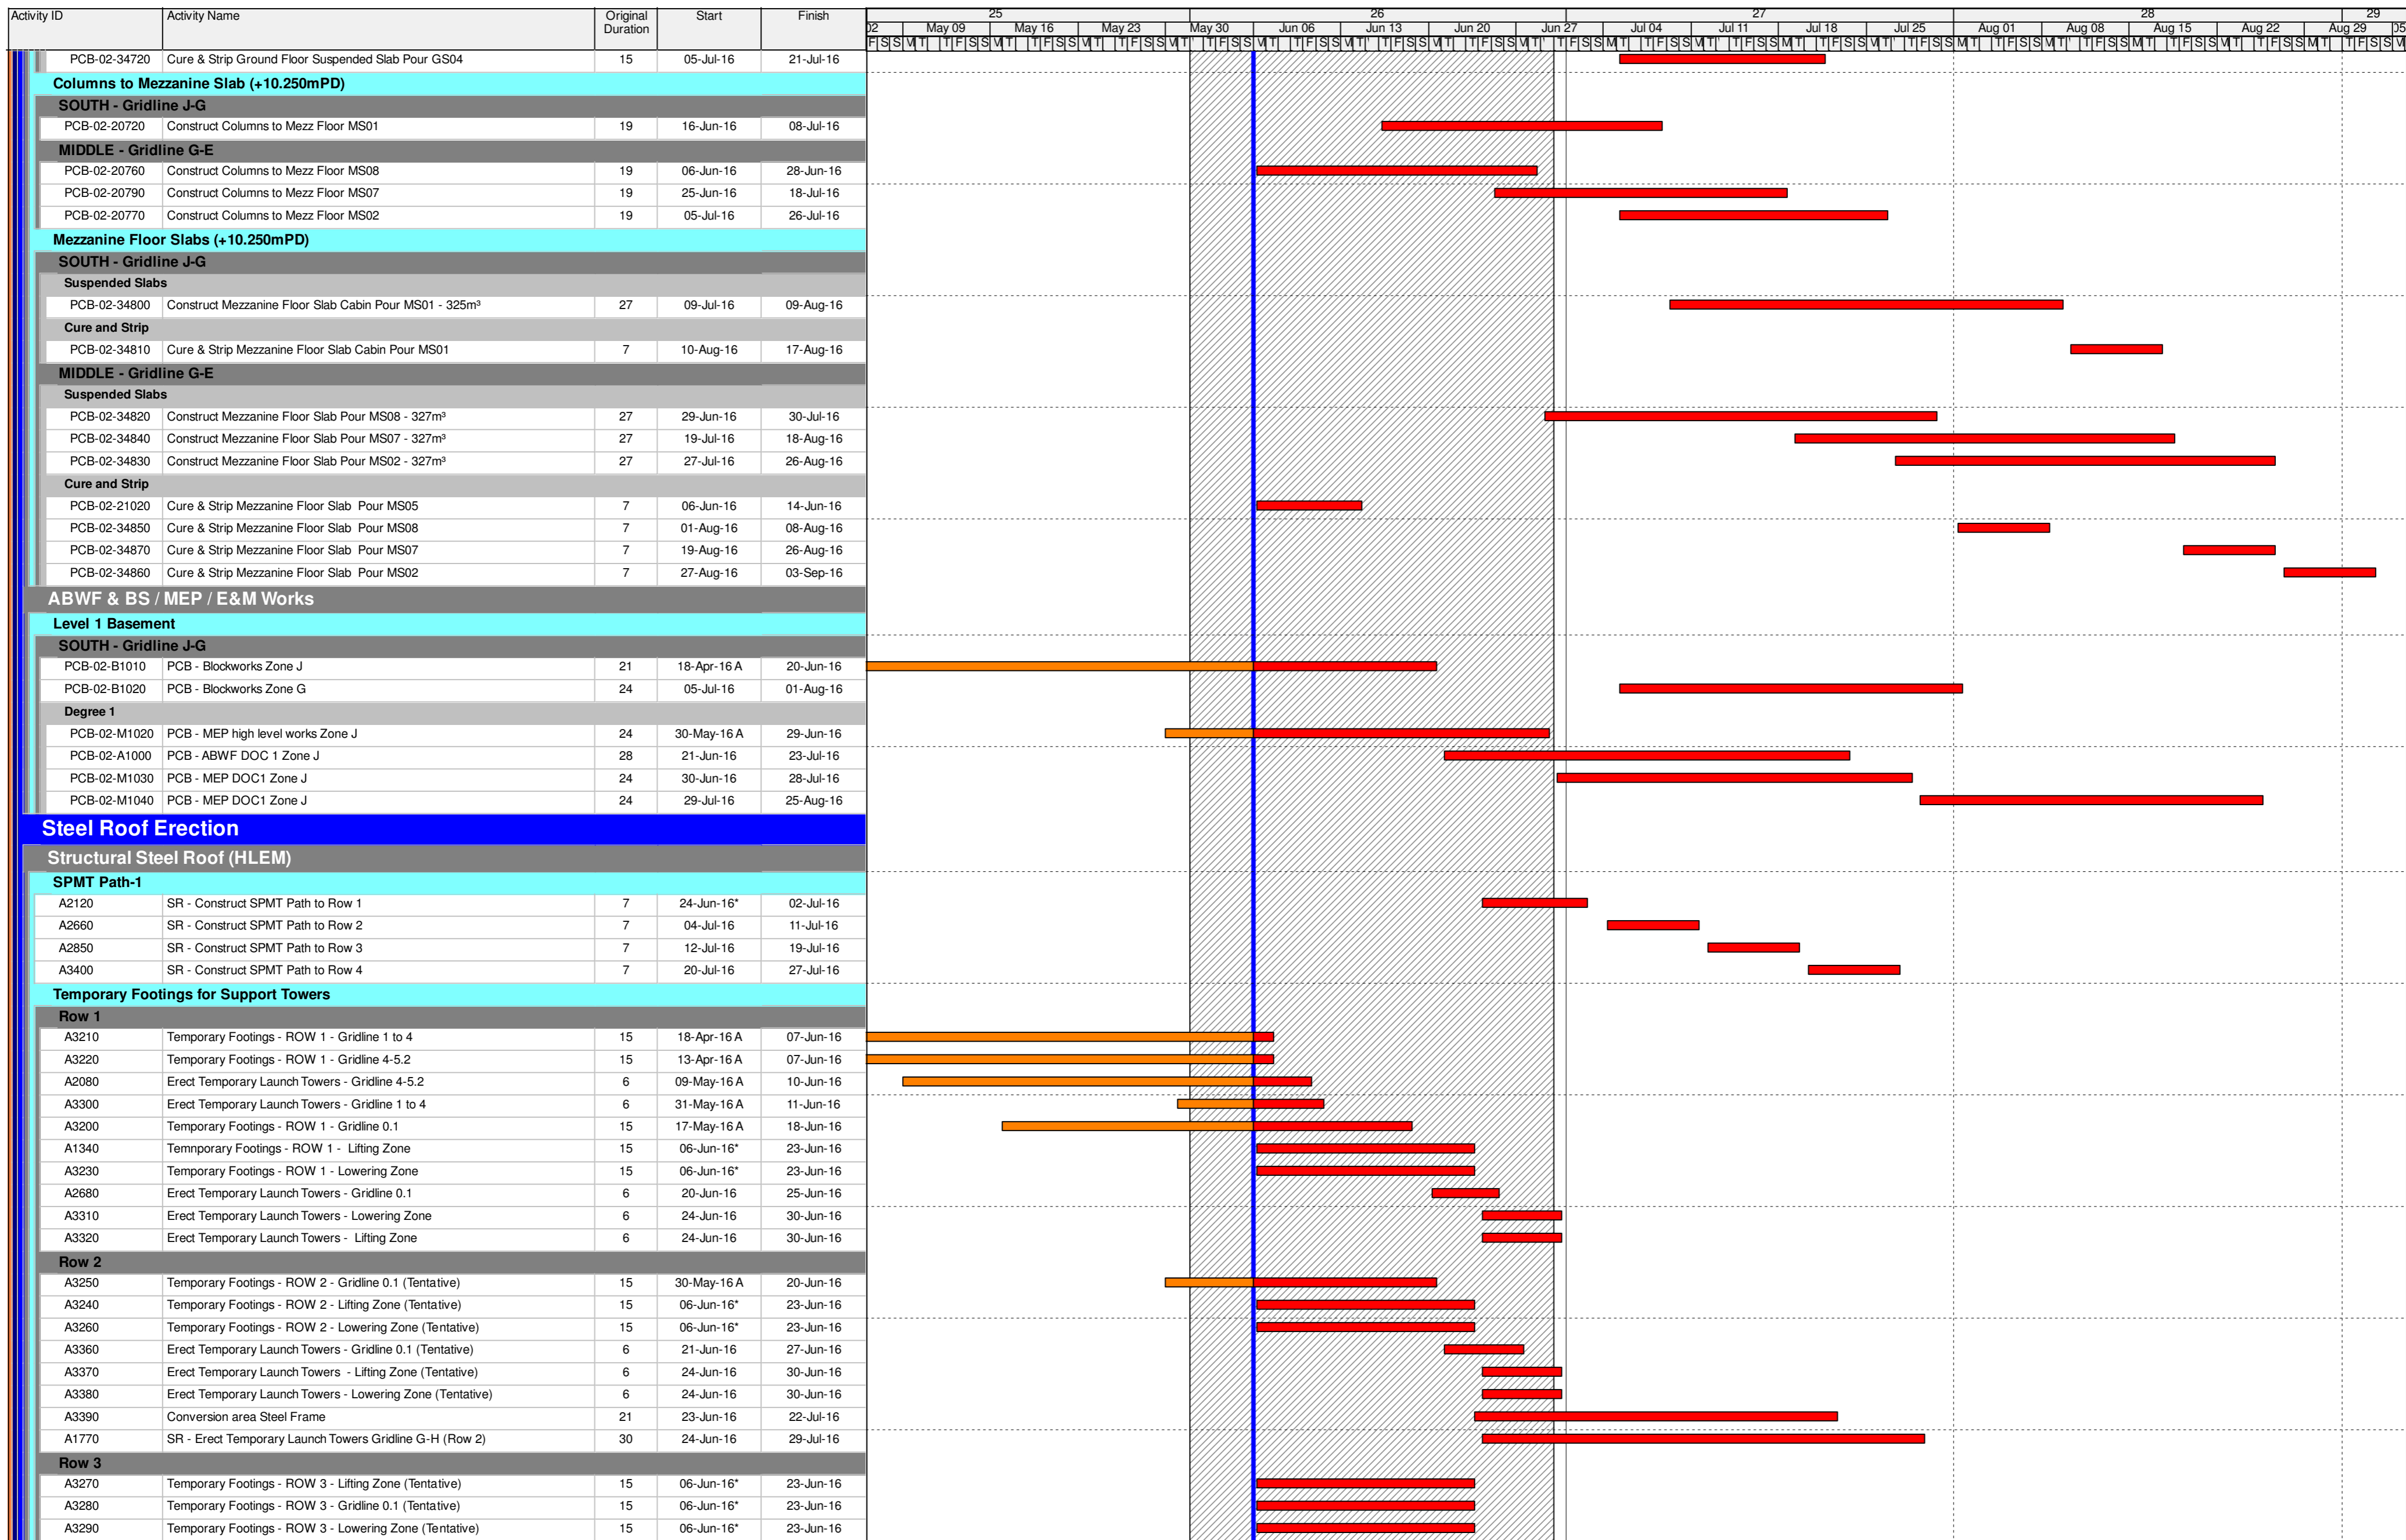 Activity ID Activity Name Original Duration Start Finish
25 26 27 28 29
02 May 09 May 16 May 23 May 30 Jun 06 Jun 13 Jun 20 Jun 27 Jul 04 Jul 11 Jul 18 Jul 25 Aug 01 Aug 08 Aug 15 Aug 22 Aug 29 05
PCB-02-34720 Cure & Strip Ground Floor Suspended Slab Pour GS04 15 05-Jul-16 21-Jul-16
Columns to Mezzanine Slab (+10.250mPD)
SOUTH - Gridline J-G
PCB-02-20720 Construct Columns to Mezz Floor MS01 19 16-Jun-16 08-Jul-16
MIDDLE - Gridline G-E
PCB-02-20760 Construct Columns to Mezz Floor MS08 19 06-Jun-16 28-Jun-16
PCB-02-20790 Construct Columns to Mezz Floor MS07 19 25-Jun-16 18-Jul-16
PCB-02-20770 Construct Columns to Mezz Floor MS02 19 05-Jul-16 26-Jul-16
Mezzanine Floor Slabs (+10.250mPD)
SOUTH - Gridline J-G
Suspended Slabs
PCB-02-34800 Construct Mezzanine Floor Slab Cabin Pour MS01 - 325m³ 27 09-Jul-16 09-Aug-16
Cure and Strip
PCB-02-34810 Cure & Strip Mezzanine Floor Slab Cabin Pour MS01 7 10-Aug-16 17-Aug-16
MIDDLE - Gridline G-E
Suspended Slabs
PCB-02-34820 Construct Mezzanine Floor Slab Pour MS08 - 327m³ 27 29-Jun-16 30-Jul-16
PCB-02-34840 Construct Mezzanine Floor Slab Pour MS07 - 327m³ 27 19-Jul-16 18-Aug-16
PCB-02-34830 Construct Mezzanine Floor Slab Pour MS02 - 327m³ 27 27-Jul-16 26-Aug-16
Cure and Strip
PCB-02-21020 Cure & Strip Mezzanine Floor Slab Pour MS05 7 06-Jun-16 14-Jun-16
PCB-02-34850 Cure & Strip Mezzanine Floor Slab Pour MS08 7 01-Aug-16 08-Aug-16
PCB-02-34870 Cure & Strip Mezzanine Floor Slab Pour MS07 7 19-Aug-16 26-Aug-16
PCB-02-34860 Cure & Strip Mezzanine Floor Slab Pour MS02 7 27-Aug-16 03-Sep-16
ABWF & BS / MEP / E&M Works
Level 1 Basement
SOUTH - Gridline J-G
PCB-02-B1010 PCB - Blockworks Zone J 21 18-Apr-16 A 20-Jun-16
PCB-02-B1020 PCB - Blockworks Zone G 24 05-Jul-16 01-Aug-16
Degree 1
PCB-02-M1020 PCB - MEP high level works Zone J 24 30-May-16 A 29-Jun-16
PCB-02-A1000 PCB - ABWF DOC 1 Zone J 28 21-Jun-16 23-Jul-16
PCB-02-M1030 PCB - MEP DOC1 Zone J 24 30-Jun-16 28-Jul-16
PCB-02-M1040 PCB - MEP DOC1 Zone J 24 29-Jul-16 25-Aug-16
Steel Roof Erection
Structural Steel Roof (HLEM)
SPMT Path-1
A2120 SR - Construct SPMT Path to Row 1 7 24-Jun-16* 02-Jul-16
A2660 SR - Construct SPMT Path to Row 2 7 04-Jul-16 11-Jul-16
A2850 SR - Construct SPMT Path to Row 3 7 12-Jul-16 19-Jul-16
A3400 SR - Construct SPMT Path to Row 4 7 20-Jul-16 27-Jul-16
Temporary Footings for Support Towers
Row 1
A3210 Temporary Footings - ROW 1 - Gridline 1 to 4 15 18-Apr-16 A 07-Jun-16
A3220 Temporary Footings - ROW 1 - Gridline 4-5.2 15 13-Apr-16 A 07-Jun-16
A2080 Erect Temporary Launch Towers - Gridline 4-5.2 6 09-May-16 A 10-Jun-16
A3300 Erect Temporary Launch Towers - Gridline 1 to 4 6 31-May-16 A 11-Jun-16
A3200 Temporary Footings - ROW 1 - Gridline 0.1 15 17-May-16 A 18-Jun-16
A1340 Temnporary Footings - ROW 1 - Lifting Zone 15 06-Jun-16* 23-Jun-16
A3230 Temporary Footings - ROW 1 - Lowering Zone 15 06-Jun-16* 23-Jun-16
A2680 Erect Temporary Launch Towers - Gridline 0.1 6 20-Jun-16 25-Jun-16
A3310 Erect Temporary Launch Towers - Lowering Zone 6 24-Jun-16 30-Jun-16
A3320 Erect Temporary Launch Towers - Lifting Zone 6 24-Jun-16 30-Jun-16
Row 2
A3250 Temporary Footings - ROW 2 - Gridline 0.1 (Tentative) 15 30-May-16 A 20-Jun-16
A3240 Temporary Footings - ROW 2 - Lifting Zone (Tentative) 15 06-Jun-16* 23-Jun-16
A3260 Temporary Footings - ROW 2 - Lowering Zone (Tentative) 15 06-Jun-16* 23-Jun-16
A3360 Erect Temporary Launch Towers - Gridline 0.1 (Tentative) 6 21-Jun-16 27-Jun-16
A3370 Erect Temporary Launch Towers - Lifting Zone (Tentative) 6 24-Jun-16 30-Jun-16
A3380 Erect Temporary Launch Towers - Lowering Zone (Tentative) 6 24-Jun-16 30-Jun-16
A3390 Conversion area Steel Frame 21 23-Jun-16 22-Jul-16
A1770 SR - Erect Temporary Launch Towers Gridline G-H (Row 2) 30 24-Jun-16 29-Jul-16
Row 3
A3270 Temporary Footings - ROW 3 - Lifting Zone (Tentative) 15 06-Jun-16* 23-Jun-16
A3280 Temporary Footings - ROW 3 - Gridline 0.1 (Tentative) 15 06-Jun-16* 23-Jun-16
A3290 Temporary Footings - ROW 3 - Lowering Zone (Tentative) 15 06-Jun-16* 23-Jun-16